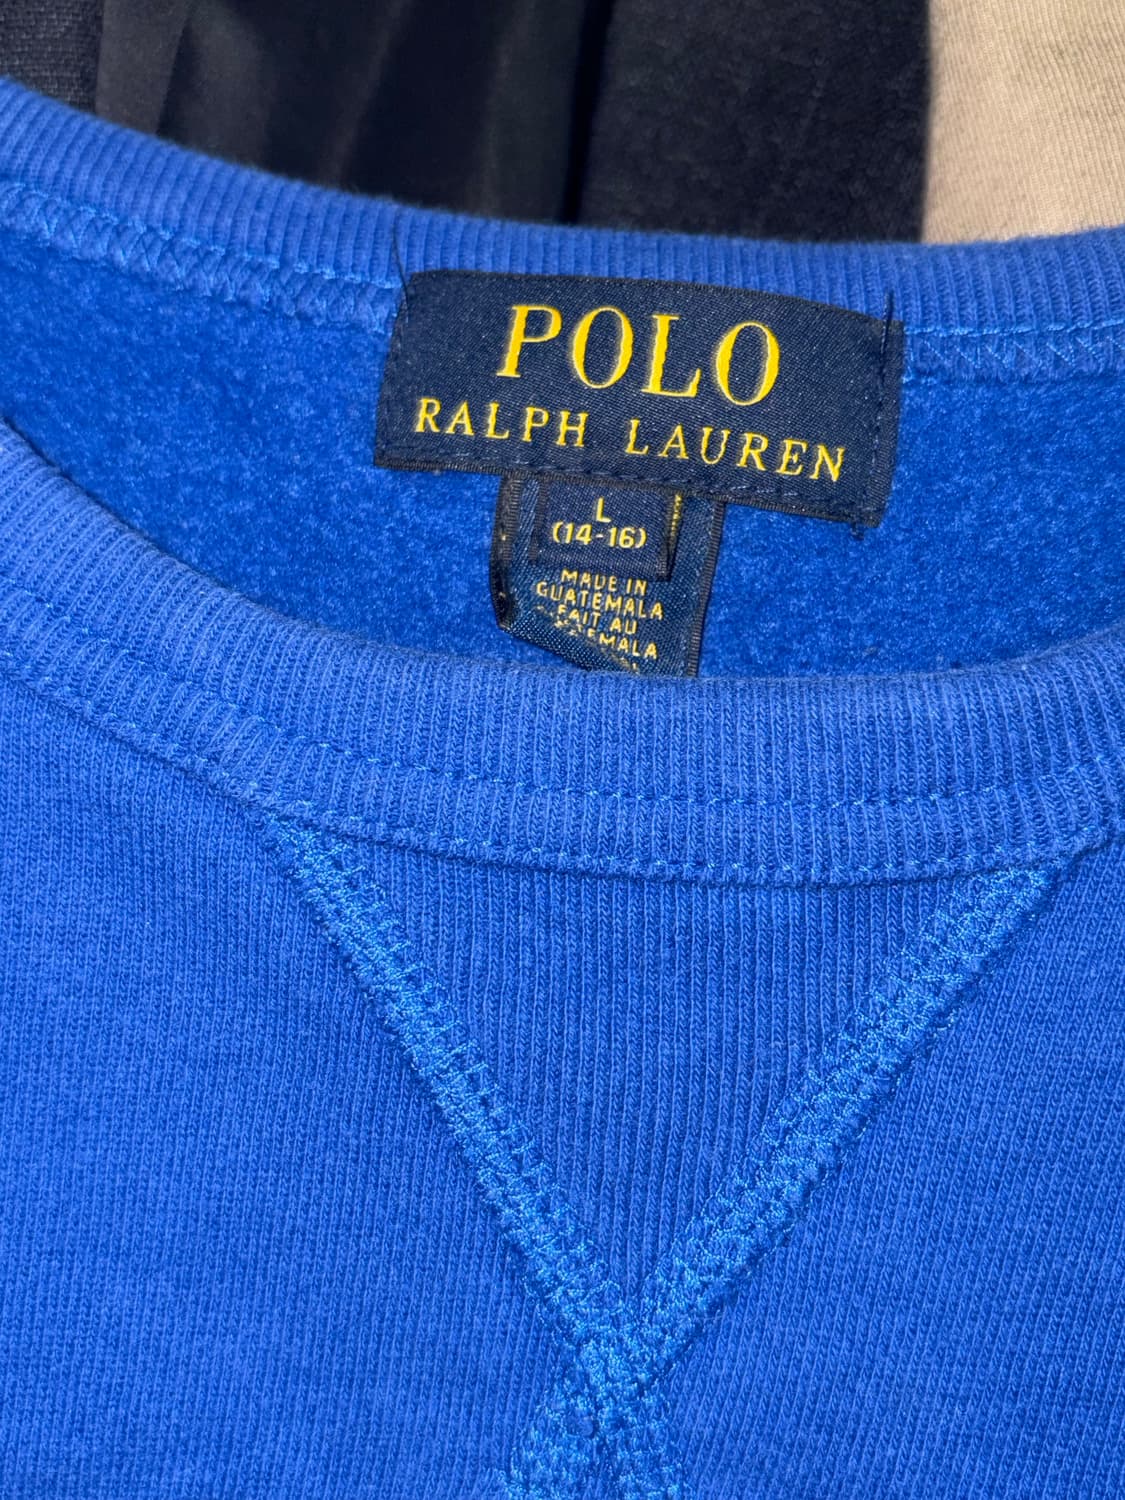 POLO
RALPH LAUREN
L
(14-16)
MADE IN
GUATEMALA
FAIT AU